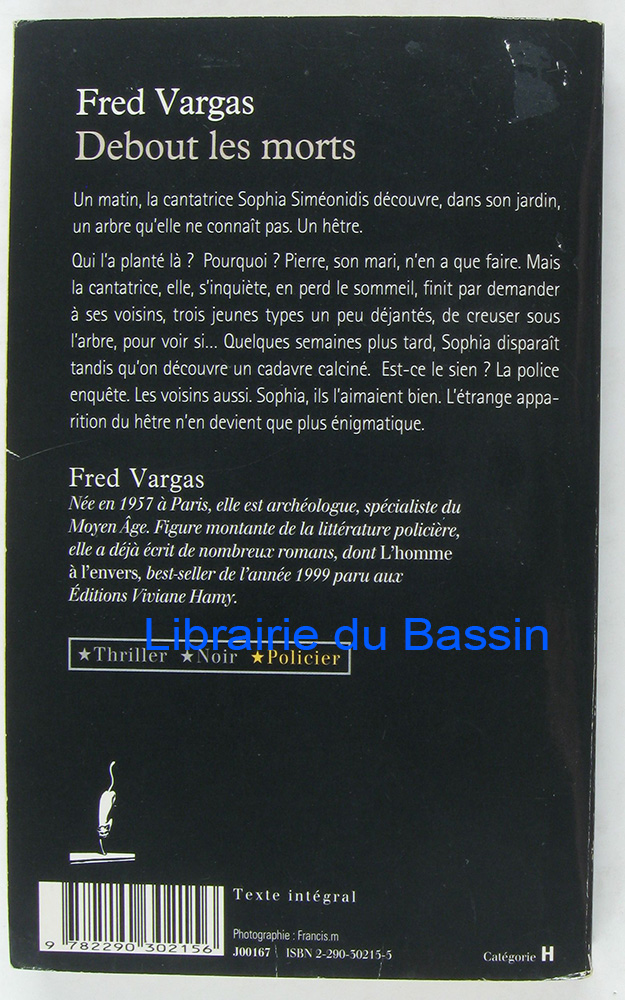 Fred Vargas
Debout les morts
Un matin, la cantatrice Sophia Siméonidis découvre, dans son jardin,
un arbre qu'elle ne connaît pas. Un hêtre.
Qui l'a planté là ? Pourquoi ? Pierre, son mari, n'en a que faire. Mais
la cantatrice, elle, s'inquiète, en perd le sommeil, finit par demander
à ses voisins, trois jeunes types un peu déjantés, de creuser sous
l'arbre, pour voir si... Quelques semaines plus tard, Sophia disparaît
tandis qu'on découvre un cadavre calciné. Est-ce le sien ? La police
enquête. Les voisins aussi. Sophia, ils l'aimaient bien. L'étrange appa-
rition du hêtre n'en devient que plus énigmatique.
Fred Vargas
Née en 1957 à Paris, elle est archéologue, spécialiste du
Moyen Âge. Figure montante de la littérature policière,
elle a déjà écrit de nombreux romans, dont L'homme
à l'envers, best-seller de l'année 1999 paru aux
Éditions Viviane Hamy.
Librairie du Bassin
★Thriller ★Noir ★Policier
Texte intégral
9 782290 302156
Photographie : Francis.m
J00167 ISBN 2-290-30215-5
Catégorie H